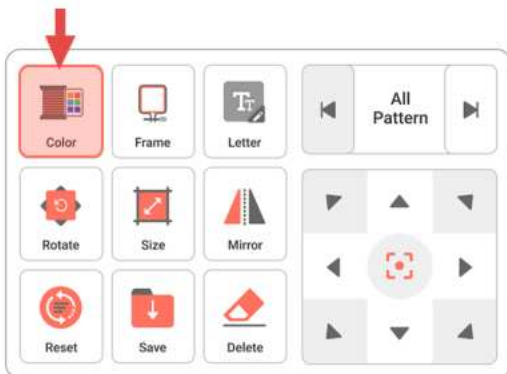 Color
Frame
Letter
All
Pattern
Rotate
Size
Mirror
Reset
Save
Delete